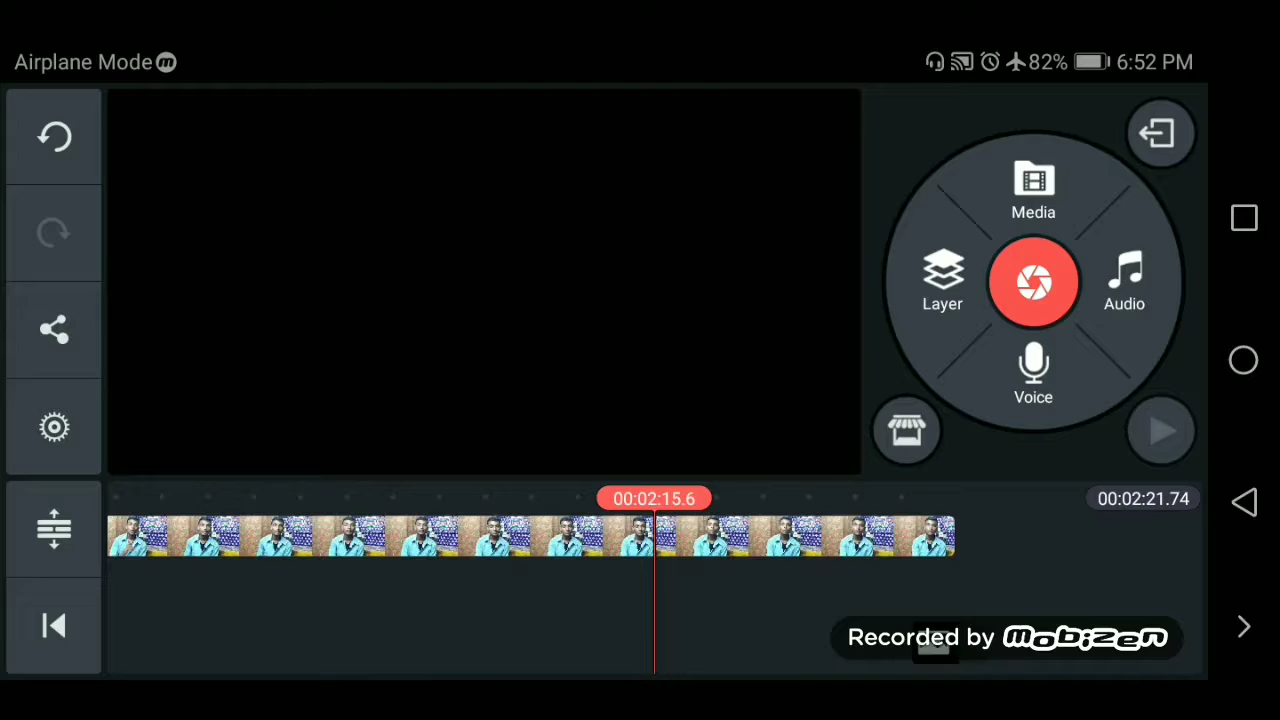 Airplane Mode
82% 6:52 PM
Media
Layer
Audio
Voice
00:02:15.6
00:02:21.74
Recorded by mobizen